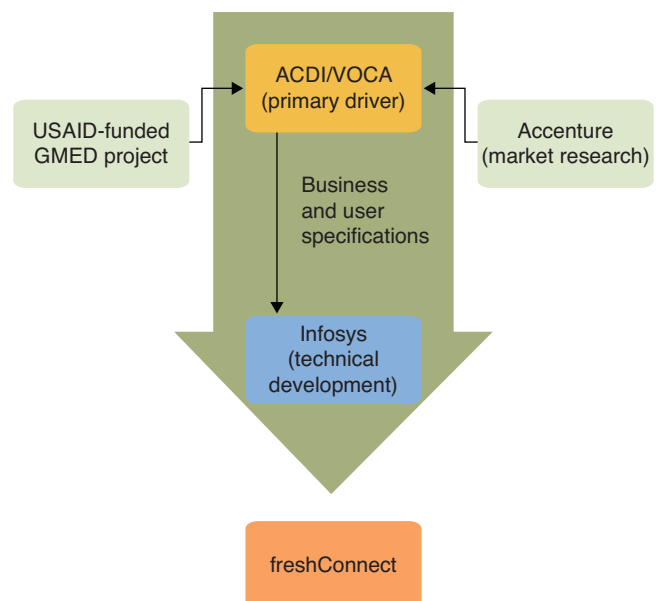 ACDI/VOCA
(primary driver)
USAID-funded
GMED project
Accenture
(market research)
Business
and user
specifications
Infosys
(technical
development)
freshConnect